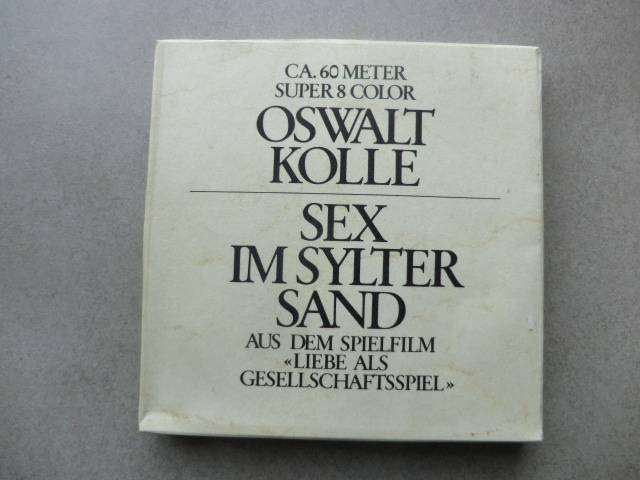 CA. 60 METER
SUPER 8 COLOR
OSWALT
KOLLE
SEX
IM SYLTER
SAND
AUS DEM SPIELFILM
«LIEBE ALS
GESELLSCHAFTSSPIEL»